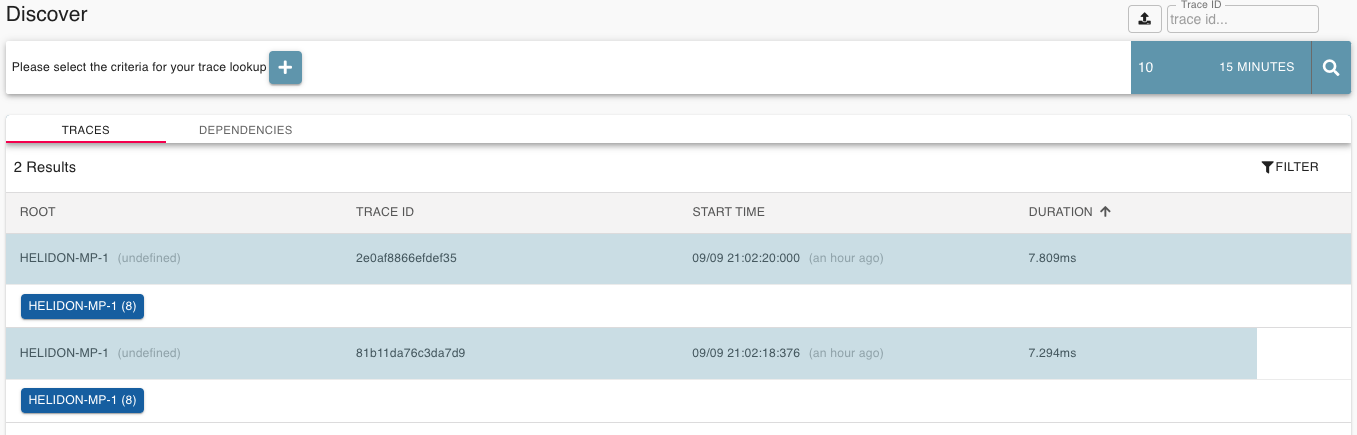 Discover
Trace ID
trace id...
Please select the criteria for your trace lookup
10 15 MINUTES
TRACES DEPENDENCIES
2 Results
FILTER
ROOT TRACE ID START TIME DURATION
HELIDON-MP-1 (undefined) 2e0af8866efdef35 09/09 21:02:20:000 (an hour ago) 7.809ms
HELIDON-MP-1 (8)
HELIDON-MP-1 (undefined) 81b11da76c3da7d9 09/09 21:02:18:376 (an hour ago) 7.294ms
HELIDON-MP-1 (8)